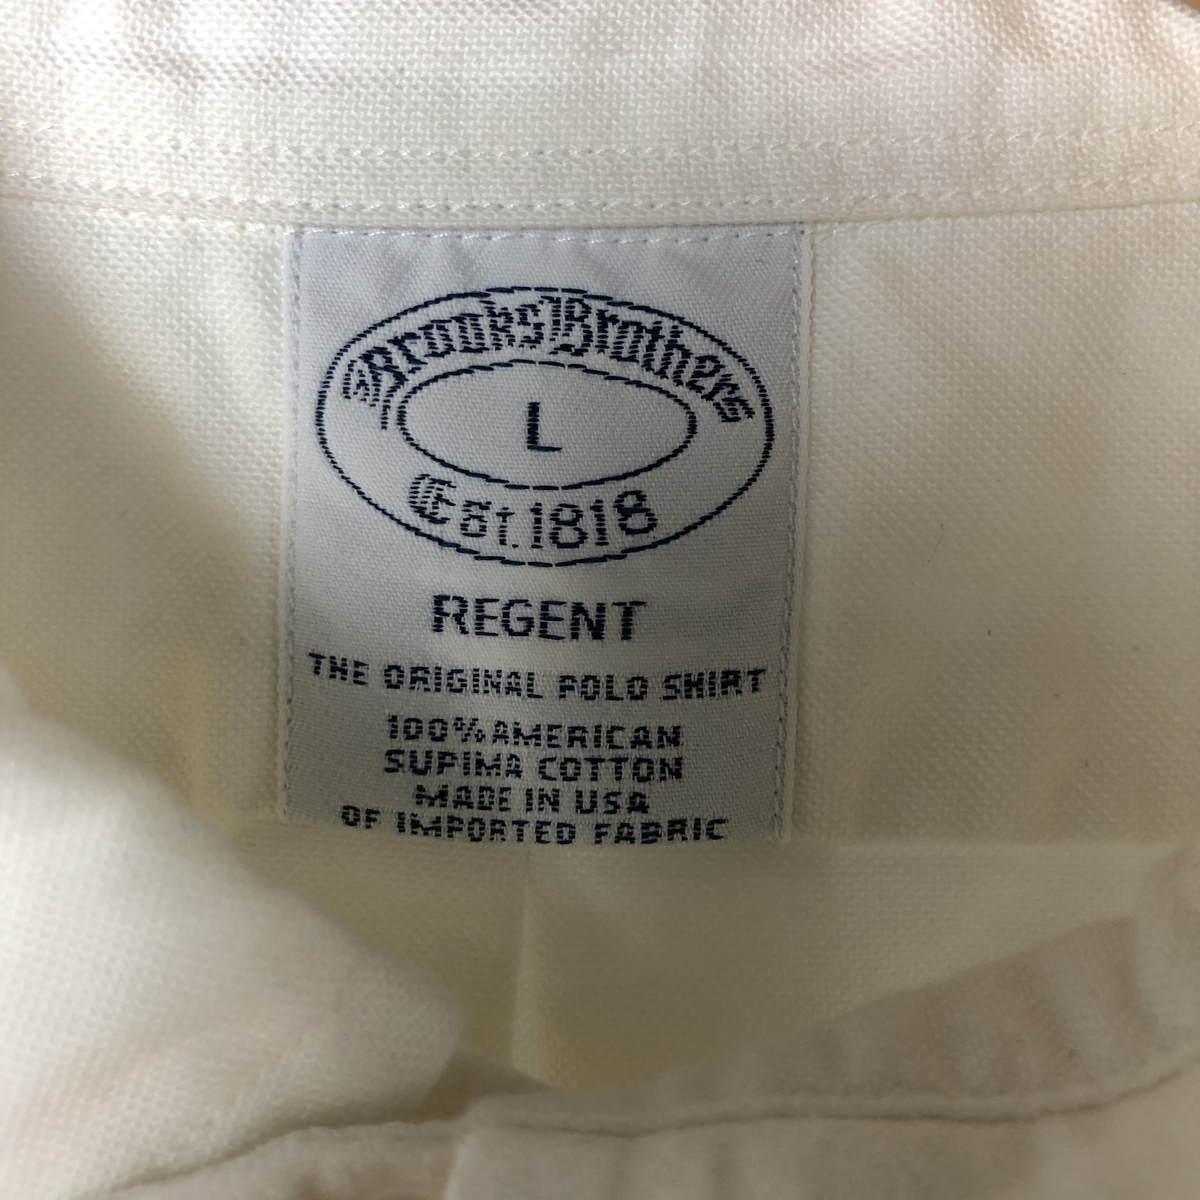 Brooks Brothers
L
Est. 1818
REGENT
THE ORIGINAL POLO SHIRT
100% AMERICAN
SUPIMA COTTON
MADE IN USA
OF IMPORTED FABRIC